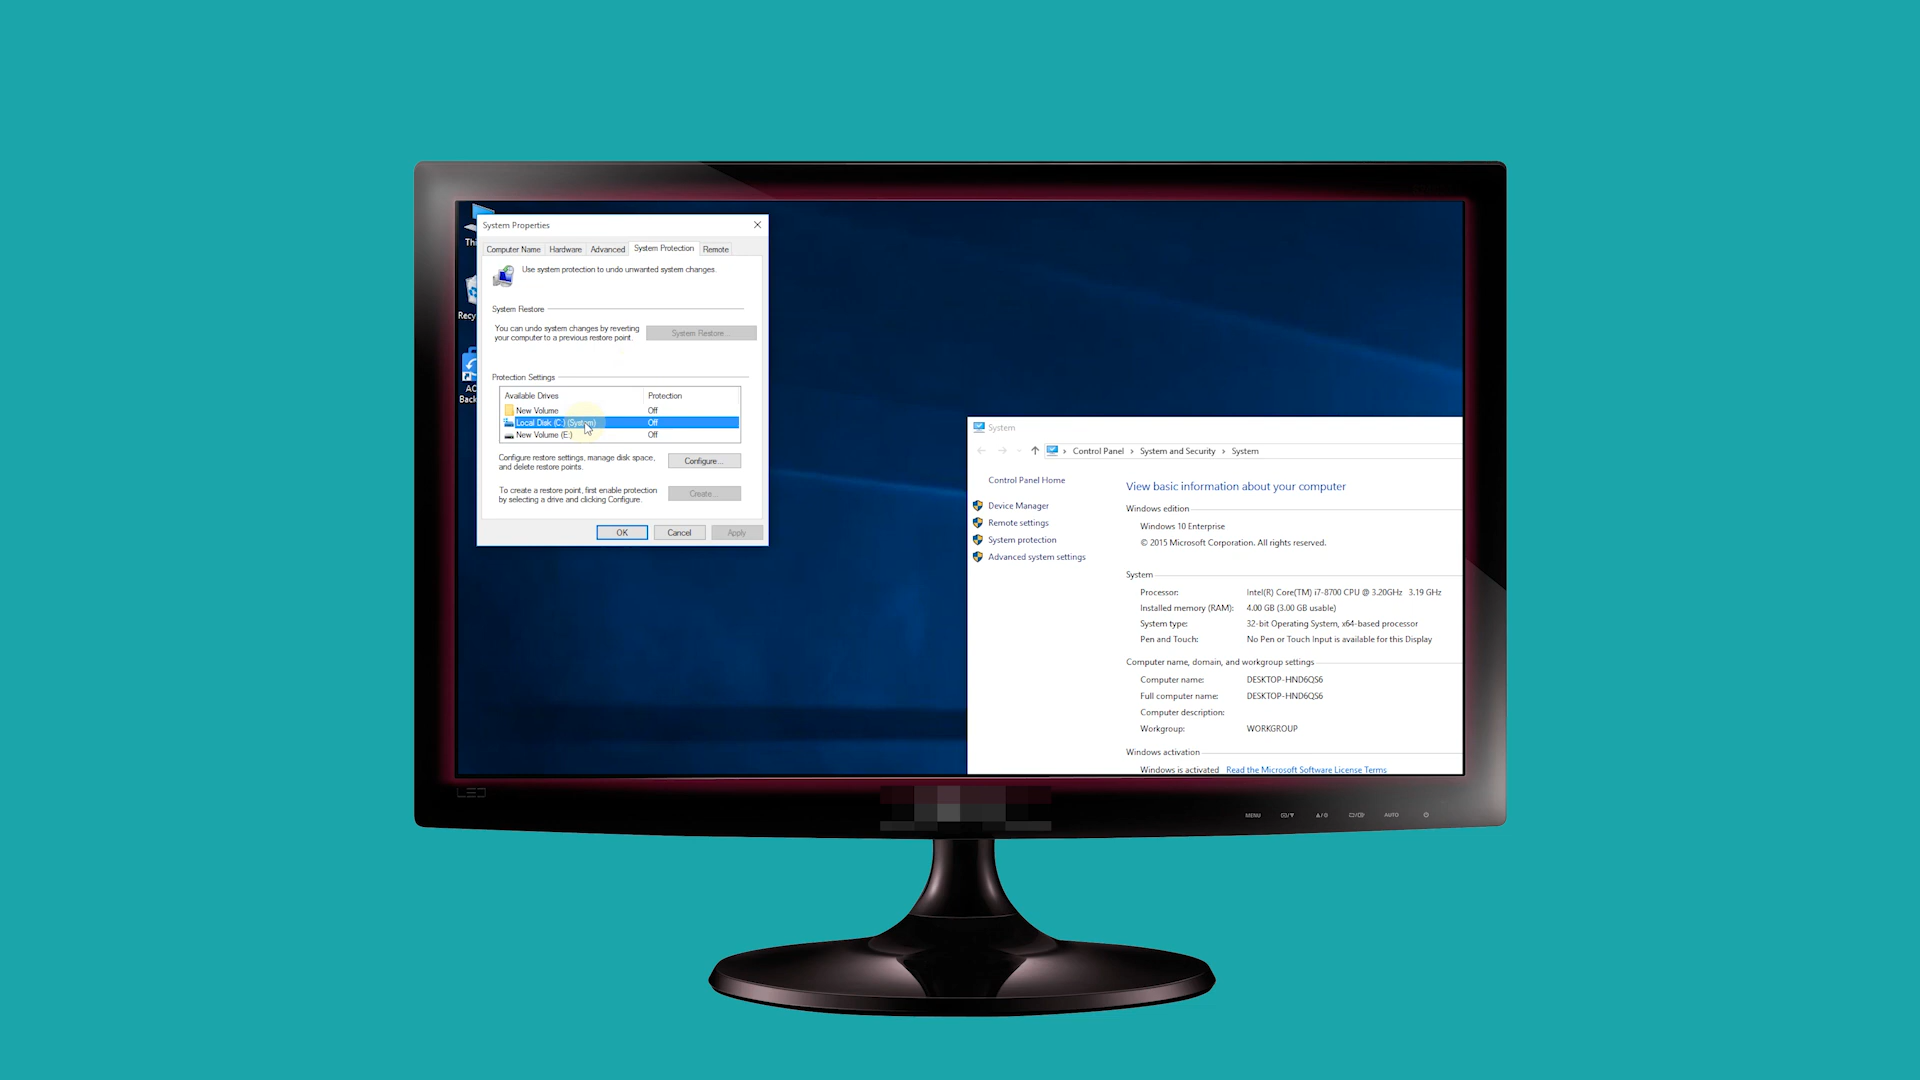 Thi
Recy
AC
Back
System Properties
Computer Name Hardware Advanced System Protection Remote
Use system protection to undo unwanted system changes.
System Restore
You can undo system changes by reverting
your computer to a previous restore point.
System Restore...
Protection Settings
Available Drives Protection
New Volume Off
Local Disk (C:) (System) Off
New Volume (E:) Off
Configure restore settings, manage disk space,
and delete restore points.
Configure...
To create a restore point, first enable protection
by selecting a drive and clicking Configure.
Create...
OK Cancel Apply
System
Control Panel › System and Security › System
Control Panel Home
Device Manager
Remote settings
System protection
Advanced system settings
View basic information about your computer
Windows edition
Windows 10 Enterprise
© 2015 Microsoft Corporation. All rights reserved.
System
Processor: Intel(R) Core(TM) i7-8700 CPU @ 3.20GHz 3.19 GHz
Installed memory (RAM): 4.00 GB (3.00 GB usable)
System type: 32-bit Operating System, x64-based processor
Pen and Touch: No Pen or Touch Input is available for this Display
Computer name, domain, and workgroup settings
Computer name: DESKTOP-HND6QS6
Full computer name: DESKTOP-HND6QS6
Computer description:
Workgroup: WORKGROUP
Windows activation
Windows is activated Read the Microsoft Software License Terms
LED
MENU
AUTO